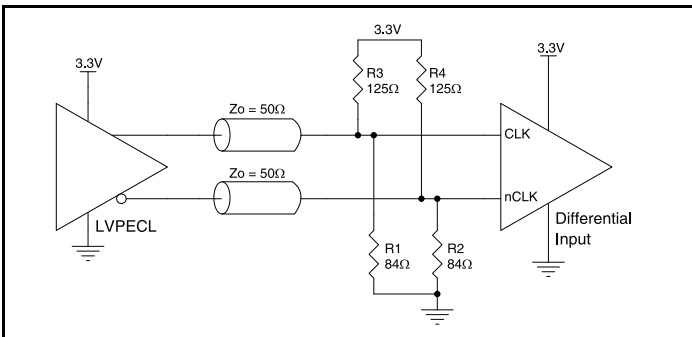 3.3V
3.3V
R3
125Ω
R4
125Ω
3.3V
Zo = 50Ω
CLK
Zo = 50Ω
nCLK
LVPECL
Differential
Input
R1
84Ω
R2
84Ω